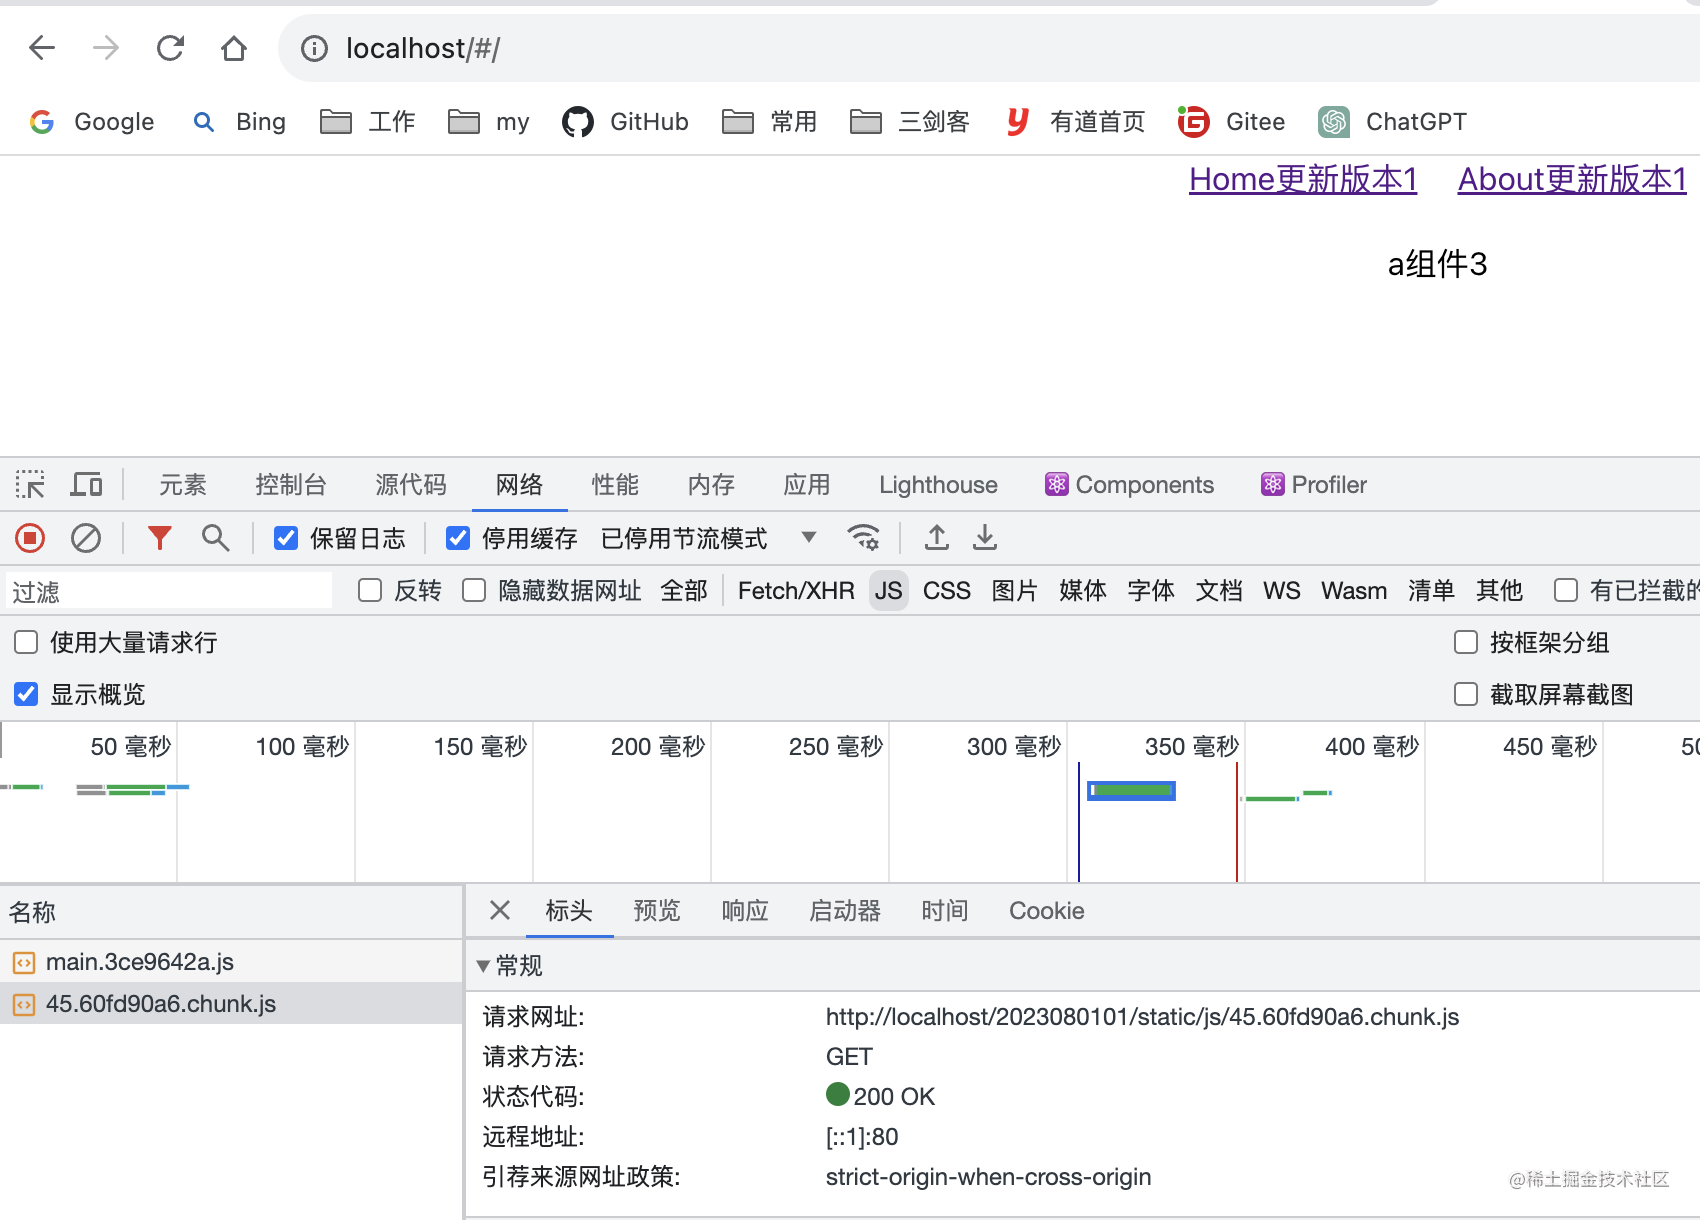 localhost/#/
Google Bing 工作 my GitHub 常用 三剑客 有道首页 Gitee ChatGPT
Home更新版本1 About更新版本1
a组件3
元素 控制台 源代码 网络 性能 内存 应用 Lighthouse Components Profiler
保留日志 停用缓存 已停用节流模式
过滤 反转 隐藏数据网址 全部 Fetch/XHR JS CSS 图片 媒体 字体 文档 WS Wasm 清单 其他 有已拦截的
使用大量请求行 按框架分组
显示概览 截取屏幕截图
50 毫秒 100 毫秒 150 毫秒 200 毫秒 250 毫秒 300 毫秒 350 毫秒 400 毫秒 450 毫秒
名称 标头 预览 响应 启动器 时间 Cookie
main.3ce9642a.js
45.60fd90a6.chunk.js
常规
请求网址: http://localhost/2023080101/static/js/45.60fd90a6.chunk.js
请求方法: GET
状态代码: 200 OK
远程地址: [::1]:80
引荐来源网址政策: strict-origin-when-cross-origin
@稀土掘金技术社区